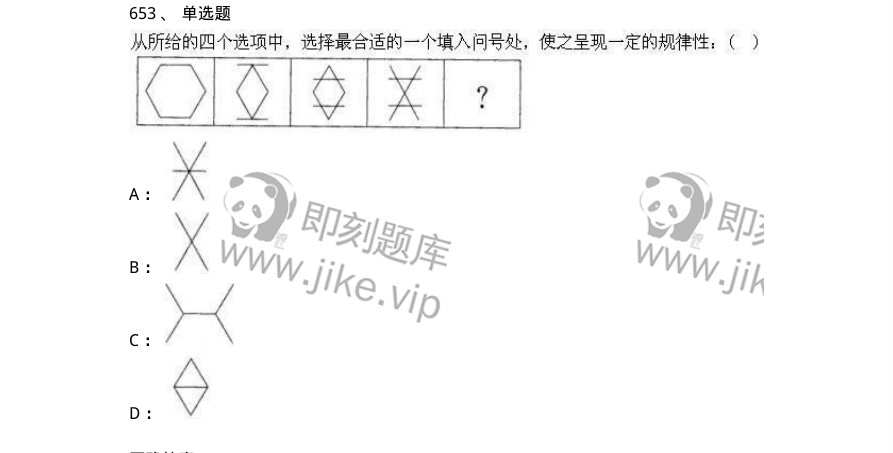 653 、 单选题
从所给的四个选项中，选择最合适的一个填入问号处，使之呈现一定的规律性：（ ）
?
A：
B：
C：
D：
即刻题库
www.jike.vip
即刻
www.jik